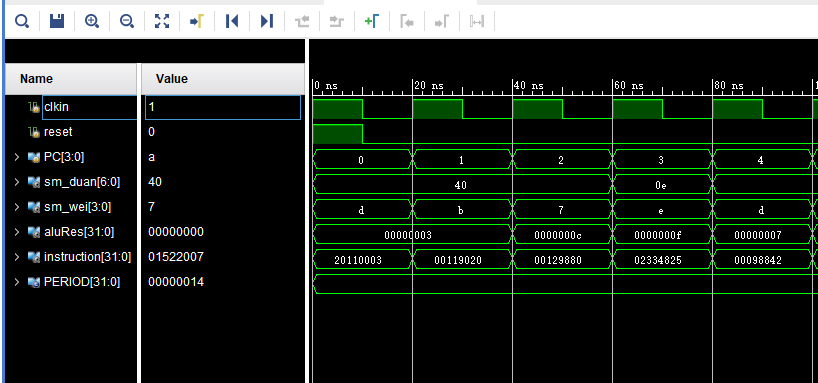 0 ns 20 ns 40 ns 60 ns 80 ns
Name Value
clkin 1
reset 0
PC[3:0] a 0 1 2 3 4
sm_duan[6:0] 40 40 0e
sm_wei[3:0] 7 d b 7 e d
aluRes[31:0] 00000000 00000003 0000000c 0000000f 00000007
instruction[31:0] 01522007 20110003 00119020 00129880 02334825 00098842
PERIOD[31:0] 00000014